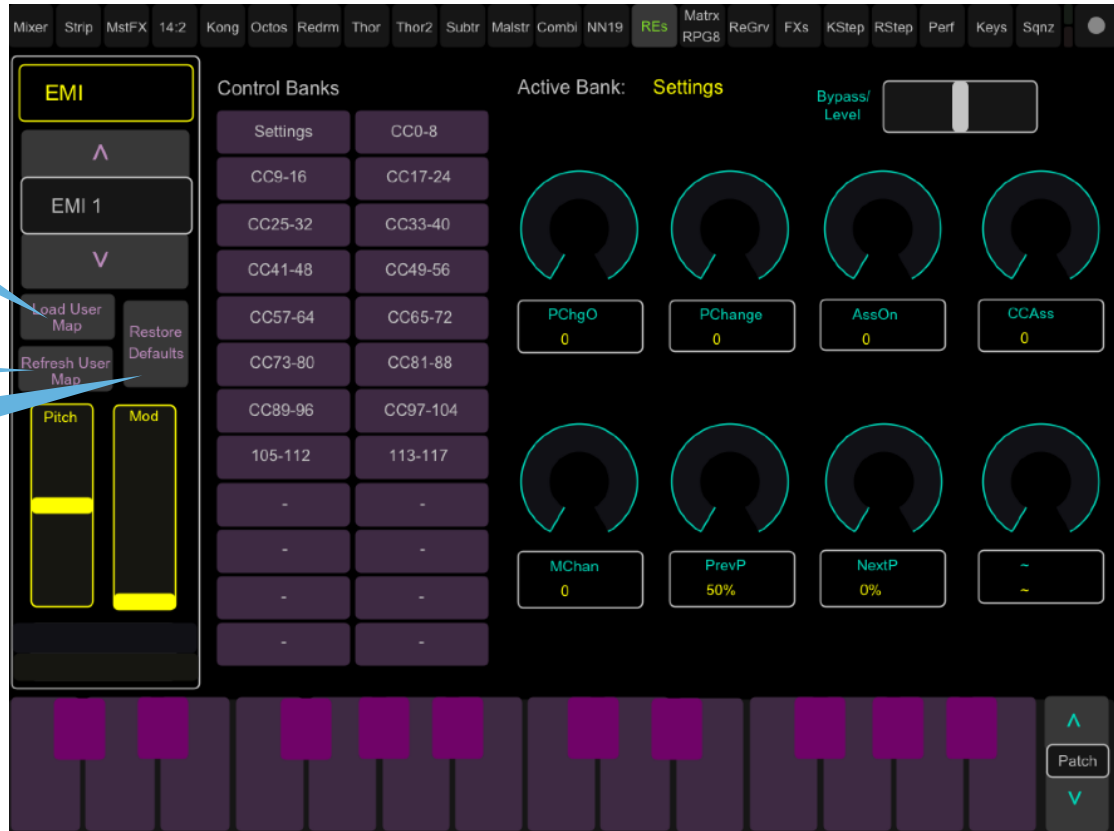 Mixer Strip MstFX 14:2 Kong Octos Redrm Thor Thor2 Subtr Malstr Combi NN19 REs Matrx RPG8 ReGrv FXs KStep RStep Perf Keys Sqnz
EMI
Control Banks
Active Bank: Settings
Bypass/
Level
Settings CC0-8
CC9-16 CC17-24
EMI 1
CC25-32 CC33-40
CC41-48 CC49-56
Load User
Map
Restore
Defaults
Refresh User
Map
CC57-64 CC65-72
CC73-80 CC81-88
CC89-96 CC97-104
105-112 113-117
- -
- -
- -
- -
Pitch Mod
PChgO PChange AssOn CCAss
0 0 0 0
MChan PrevP NextP ~
0 50% 0% ~
Patch